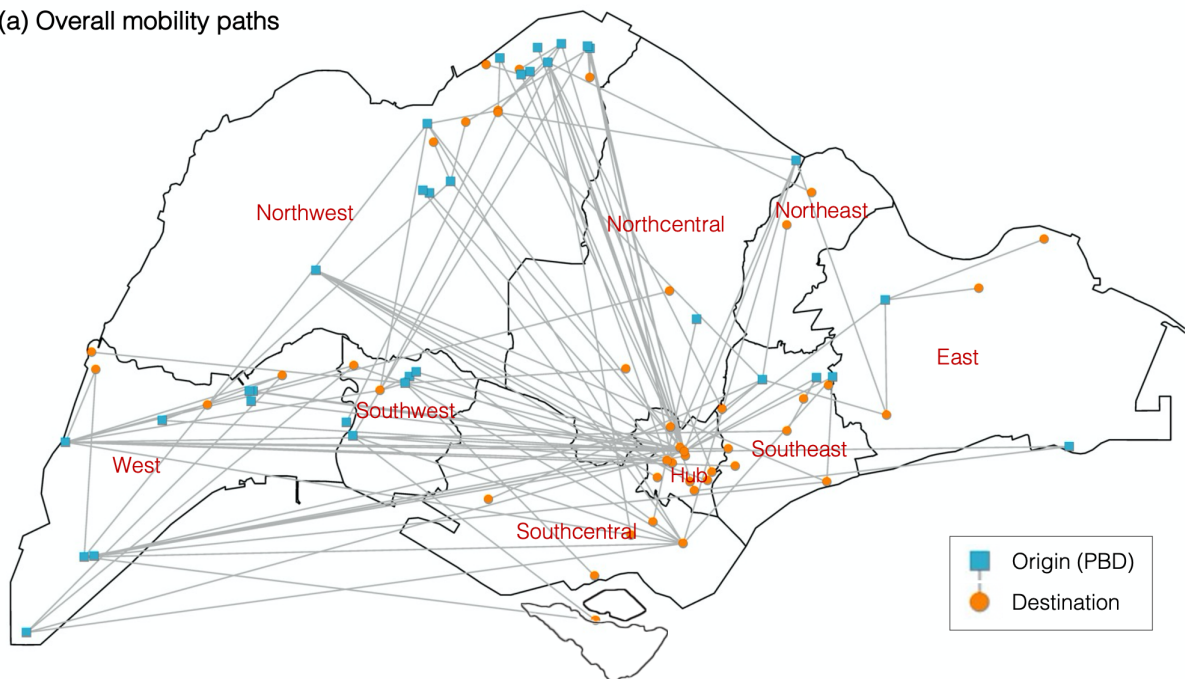 (a) Overall mobility paths
Northwest
Northcentral
Northeast
East
Southwest
West
Southeast
Hub
Southcentral
Origin (PBD)
Destination